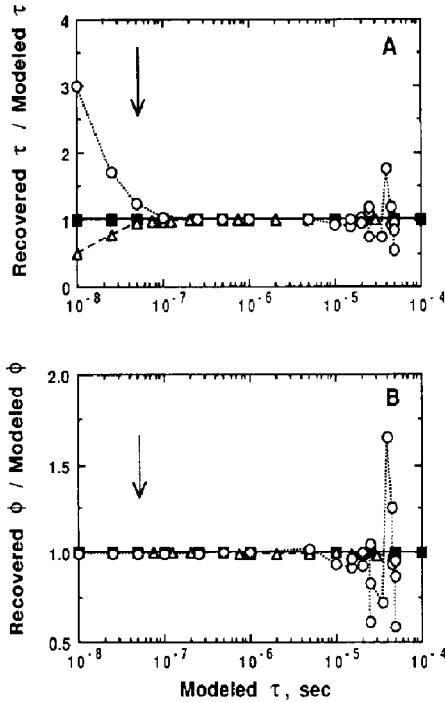 Recovered τ / Modeled τ
A
4
3
2
1
0
10⁻⁸ 10⁻⁷ 10⁻⁶ 10⁻⁵ 10⁻⁴
Recovered ϕ / Modeled ϕ
B
2.0
1.5
1.0
0.5
10⁻⁸ 10⁻⁷ 10⁻⁶ 10⁻⁵ 10⁻⁴
Modeled τ, sec